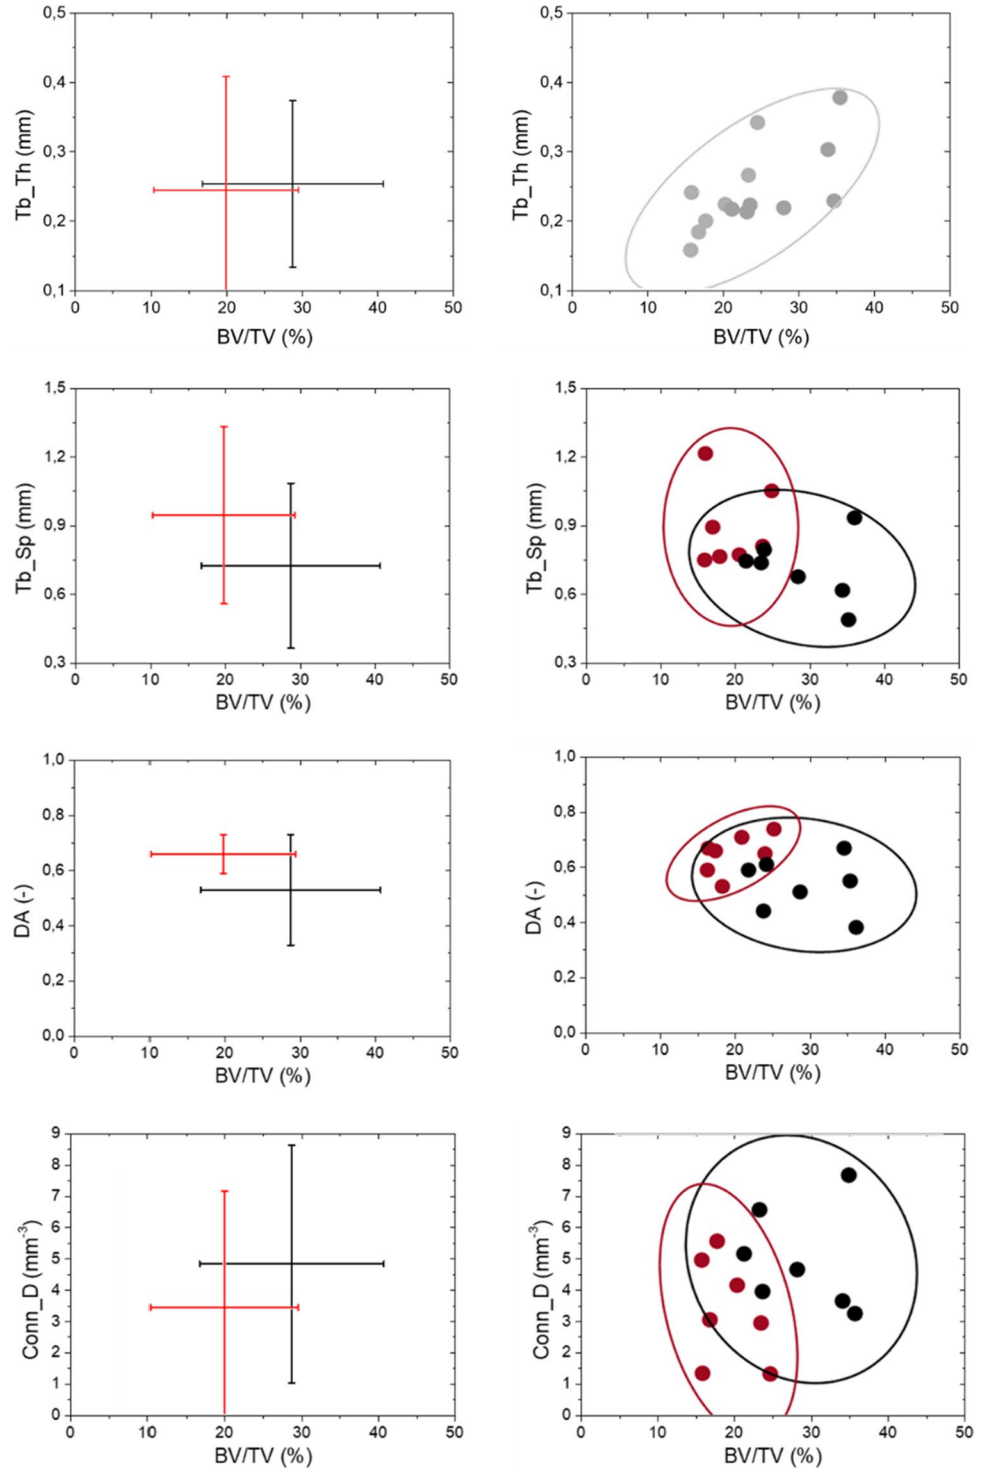 0,5
0,4
0,3
0,2
0,1
Tb_Th (mm)
0 10 20 30 40 50
BV/TV (%)
0,5
0,4
0,3
0,2
0,1
Tb_Th (mm)
0 10 20 30 40 50
BV/TV (%)
1,5
1,2
0,9
0,6
0,3
Tb_Sp (mm)
0 10 20 30 40 50
BV/TV (%)
1,5
1,2
0,9
0,6
0,3
Tb_Sp (mm)
0 10 20 30 40 50
BV/TV (%)
1,0
0,8
0,6
0,4
0,2
0,0
DA (-)
0 10 20 30 40 50
BV/TV (%)
1,0
0,8
0,6
0,4
0,2
0,0
DA (-)
0 10 20 30 40 50
BV/TV (%)
9
8
7
6
5
4
3
2
1
0
Conn_D (mm⁻³)
0 10 20 30 40 50
BV/TV (%)
9
8
7
6
5
4
3
2
1
0
Conn_D (mm⁻³)
10 20 30 40 50
BV/TV (%)